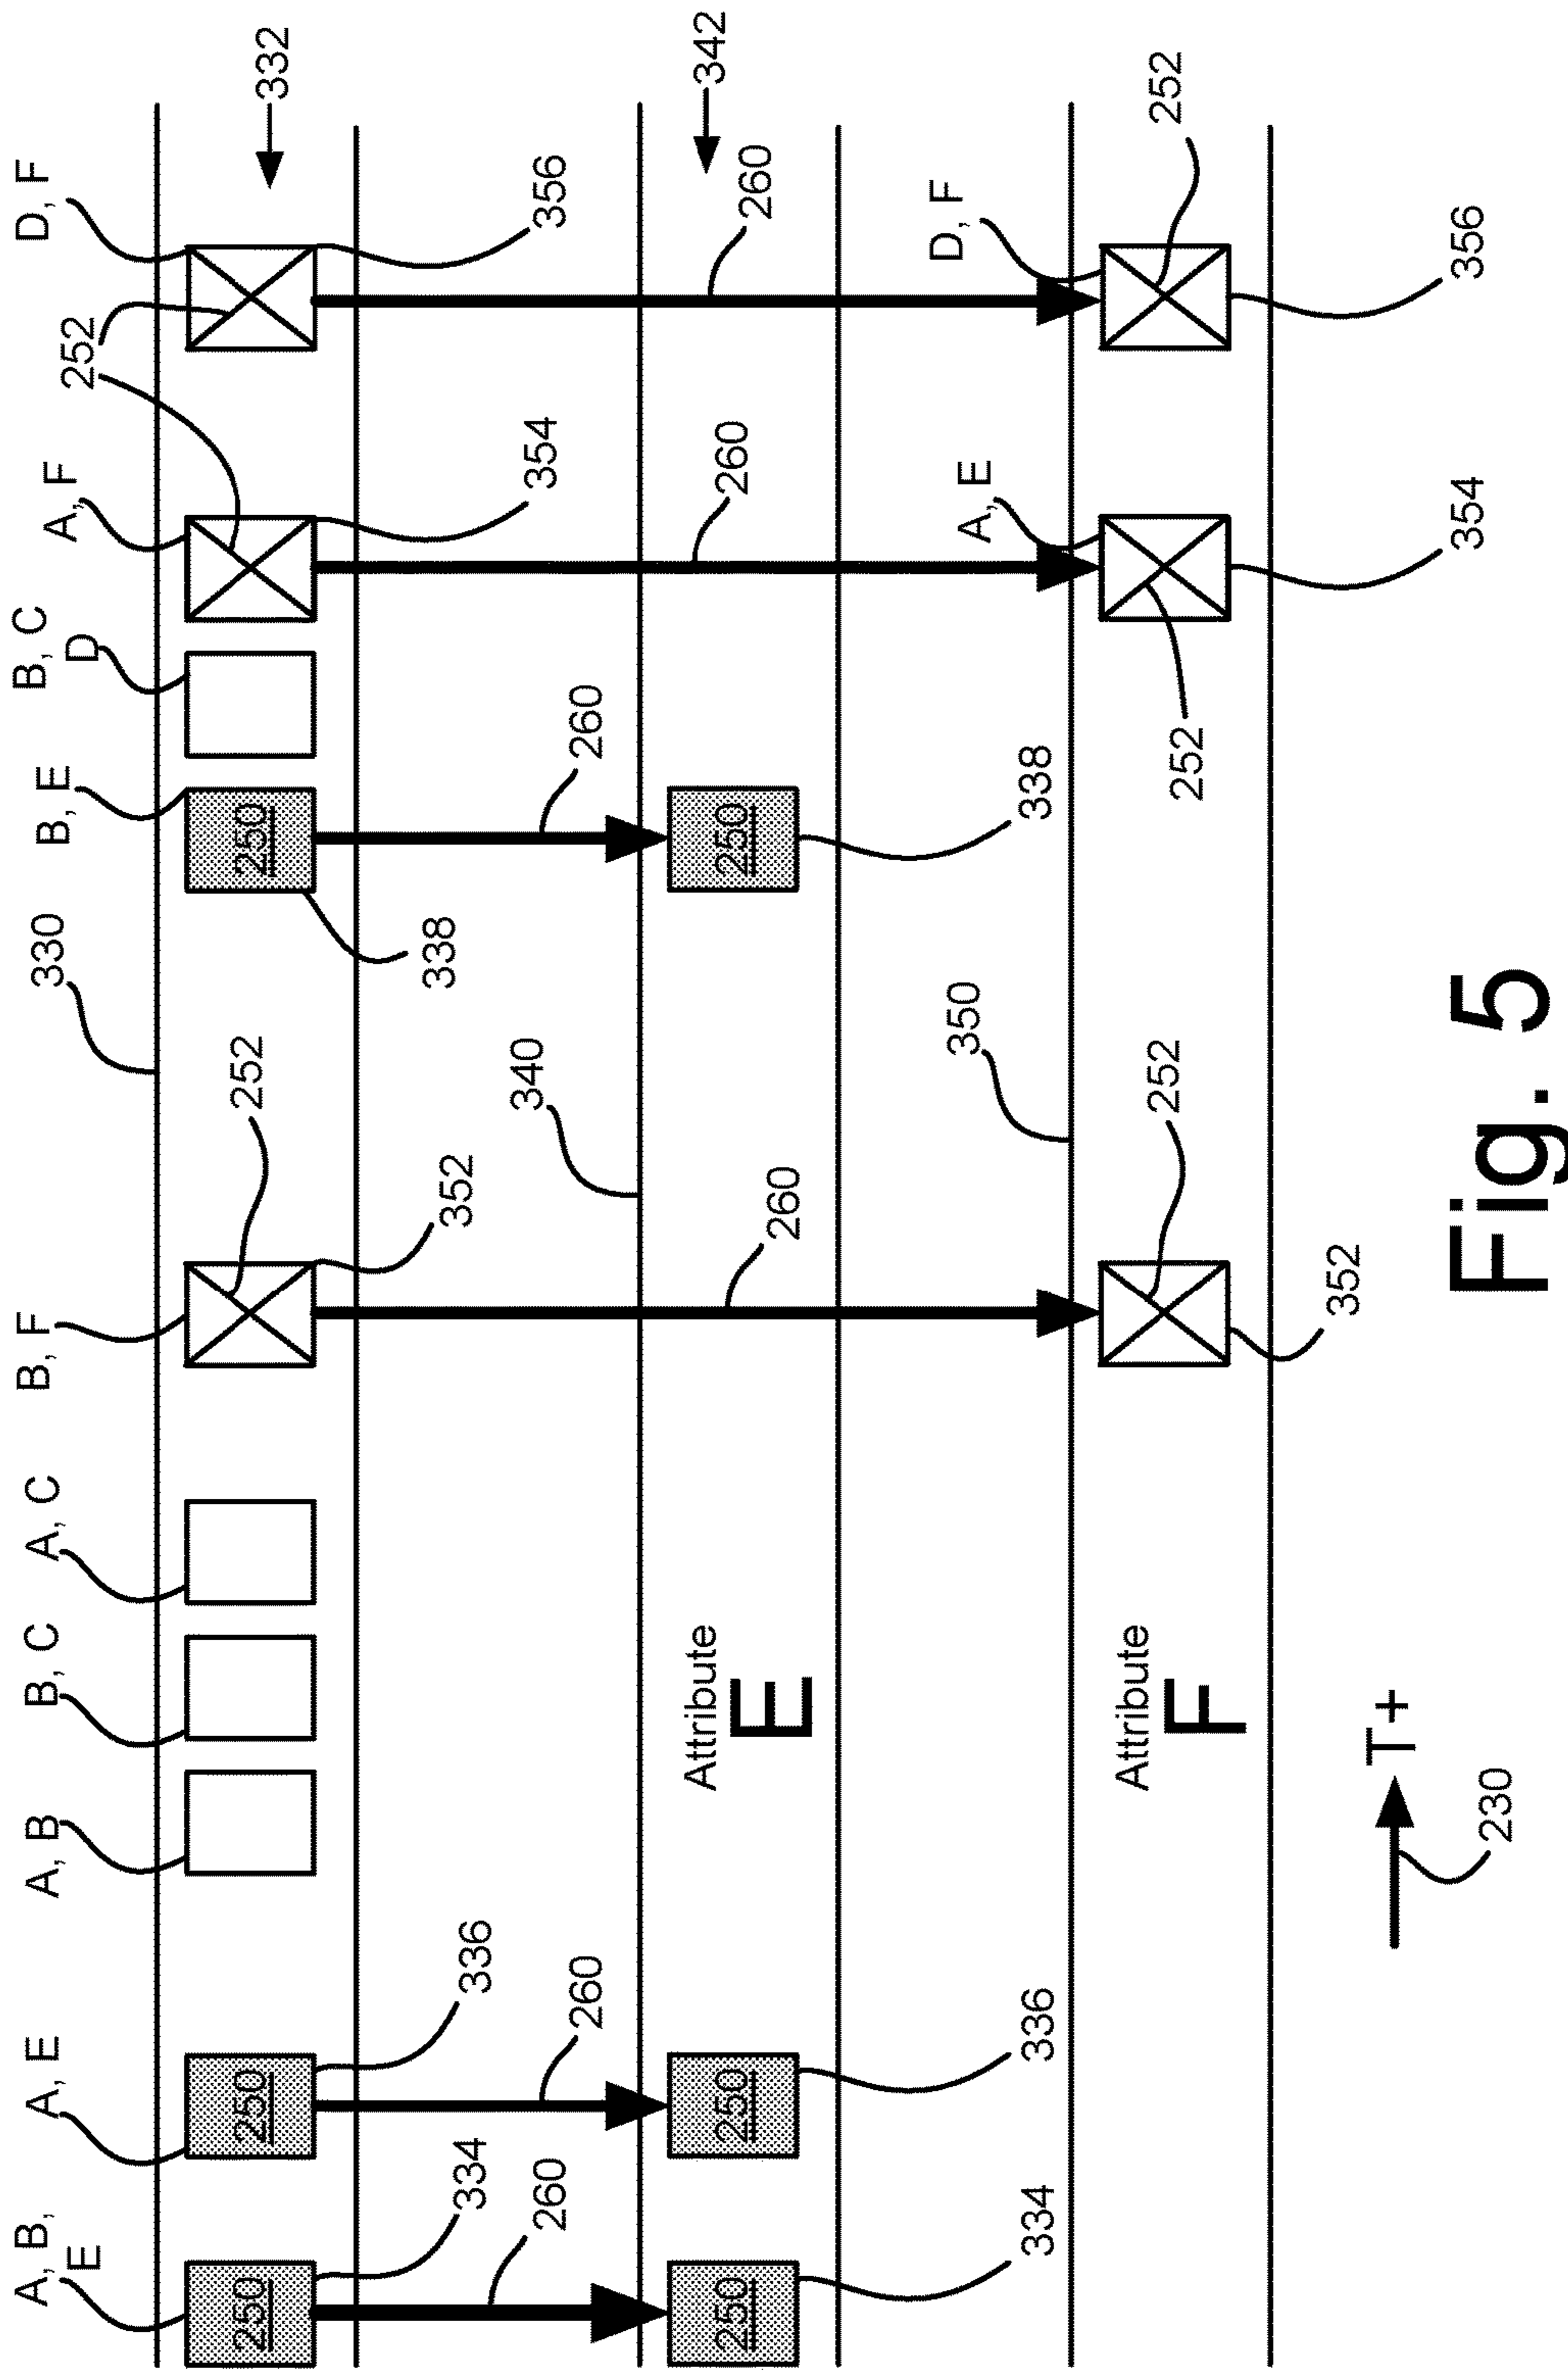 A, B, E
A, E
A, B
B, C
A, C
B, F
330
B, E
B, C D
A, F
252
D, F
332
250
334
250
336
252
352
250
338
354
356
260
260
340
260
260
260
260
342
250
334
250
336
Attribute
E
250
338
350
A, E
D, F
Attribute
F
252
352
252
354
252
356
T+
230
Fig. 5